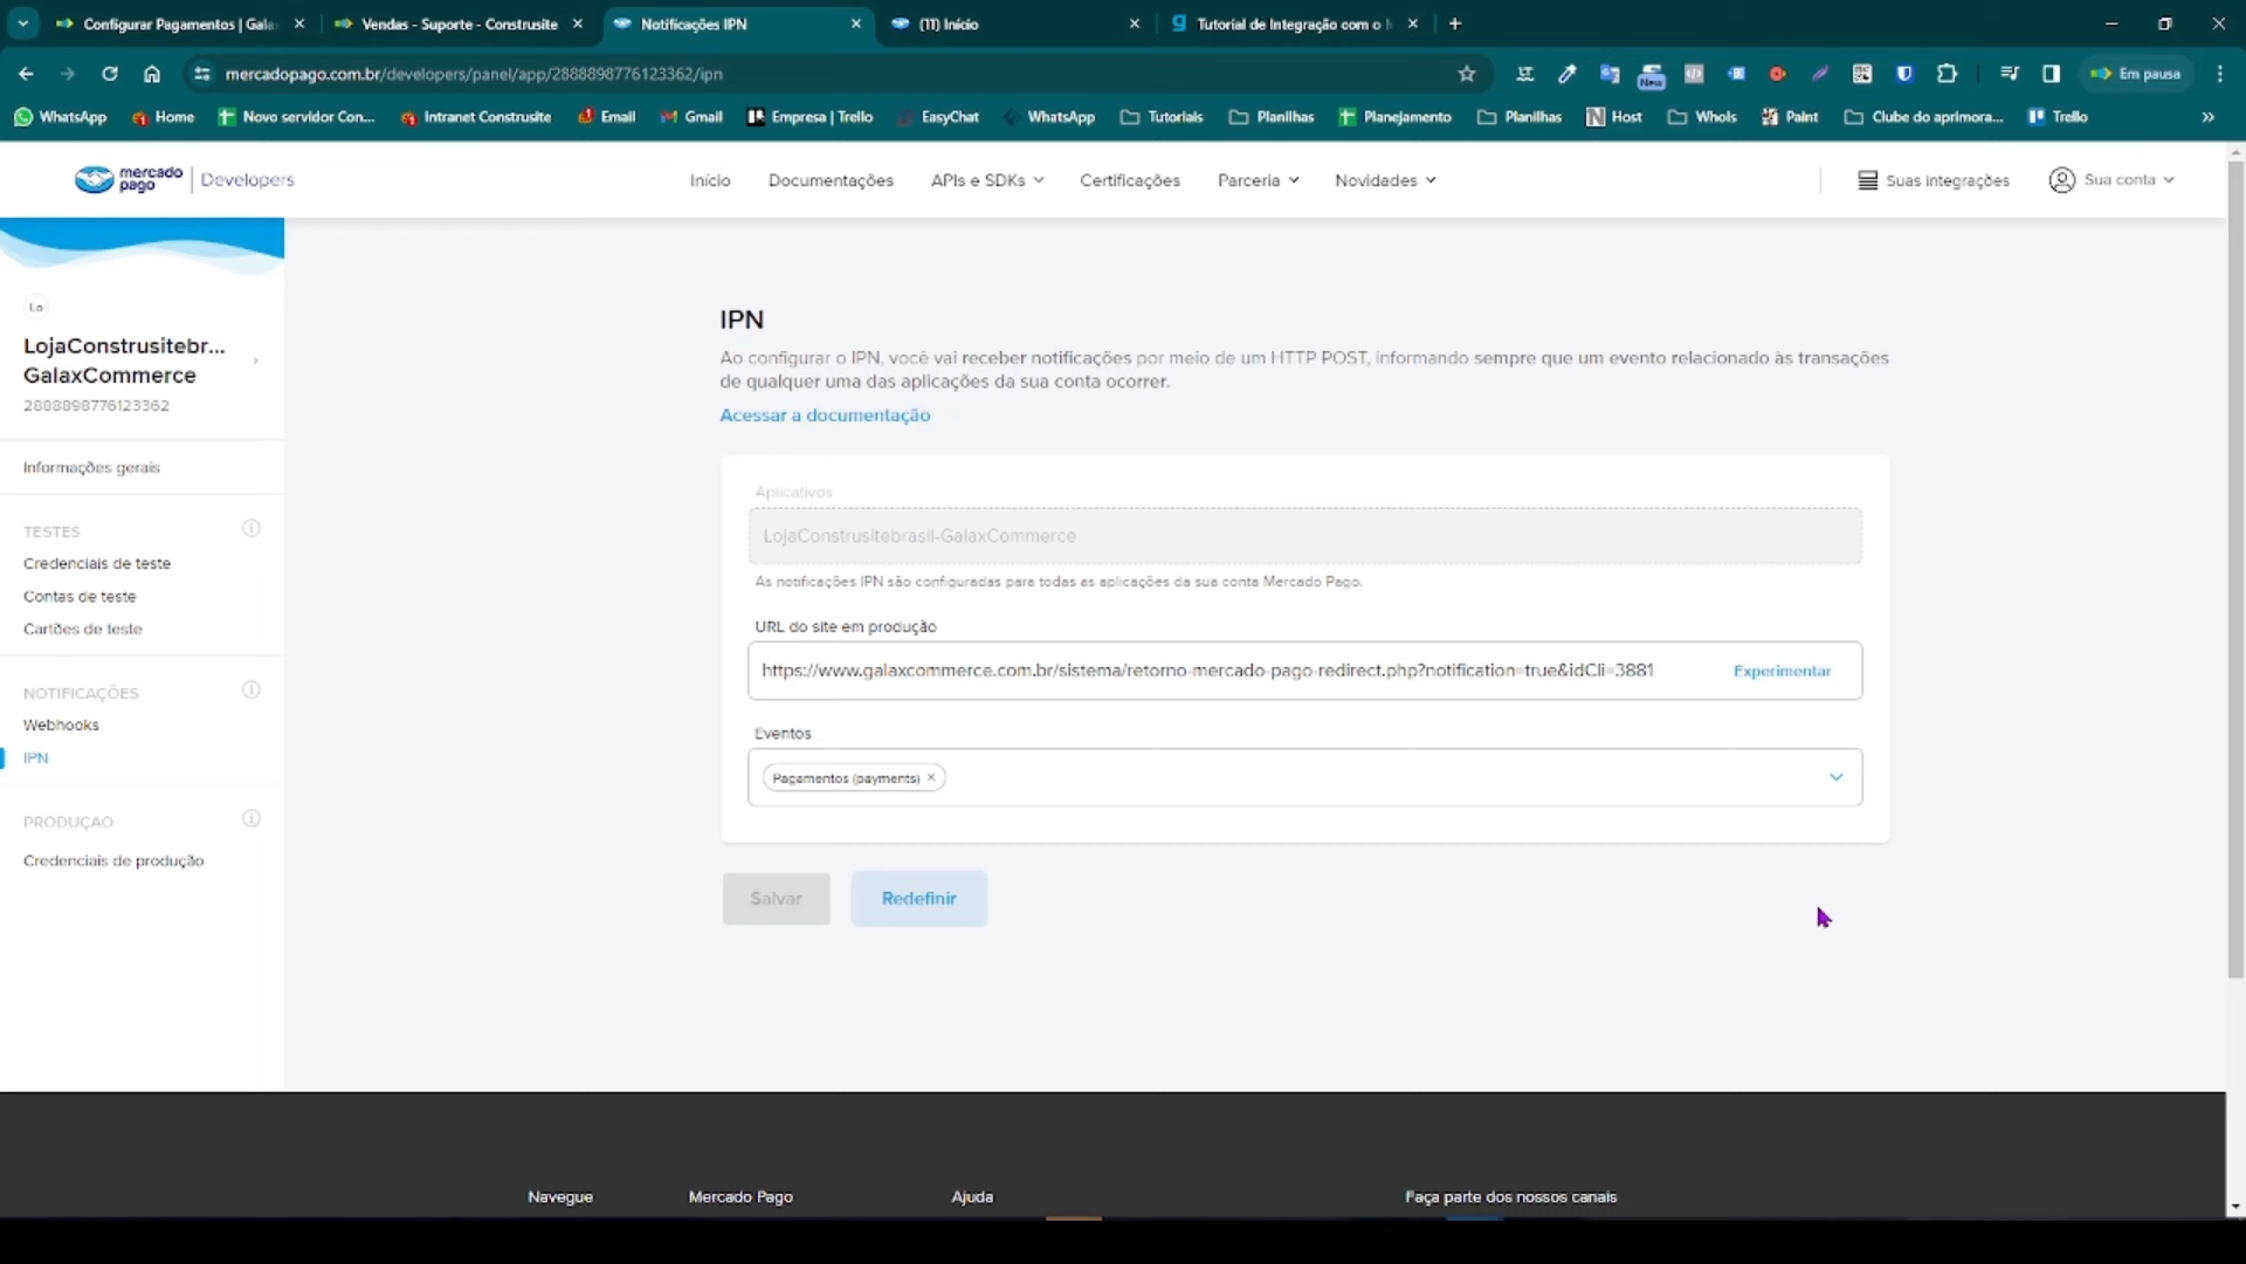 Configurar Pagamentos | Gala
Vendas - Suporte - Construsite
Notificações IPN
(11) Início
Tutorial de Integração com o
mercadopago.com.br/developers/panel/app/2888898776123362/ipn
New
Em pausa
WhatsApp
Home
Novo servidor Con...
Intranet Construsite
Email
Gmail
Empresa | Trello
EasyChat
WhatsApp
Tutoriais
Planilhas
Planejamento
Planilhas
Host
WhoIs
Paint
Clube do aprimora...
Trello
mercado pago
Developers
Início
Documentações
APIs e SDKs
Certificações
Parceria
Novidades
Suas integrações
Sua conta
Lo
LojaConstrusitebr...
GalaxCommerce
2888898776123362
Informações gerais
TESTES
Credenciais de teste
Contas de teste
Cartões de teste
NOTIFICAÇÕES
Webhooks
IPN
PRODUÇÃO
Credenciais de produção
IPN
Ao configurar o IPN, você vai receber notificações por meio de um HTTP POST, informando sempre que um evento relacionado às transações
de qualquer uma das aplicações da sua conta ocorrer.
Acessar a documentação
Aplicativos
LojaConstrusitebrasil-GalaxCommerce
As notificações IPN são configuradas para todas as aplicações da sua conta Mercado Pago.
URL do site em produção
https://www.galaxcommerce.com.br/sistema/retorno-mercado-pago-redirect.php?notification=true&idCli=3881
Experimentar
Eventos
Pagamentos (payments)
Salvar
Redefinir
Navegue
Mercado Pago
Ajuda
Faça parte dos nossos canais